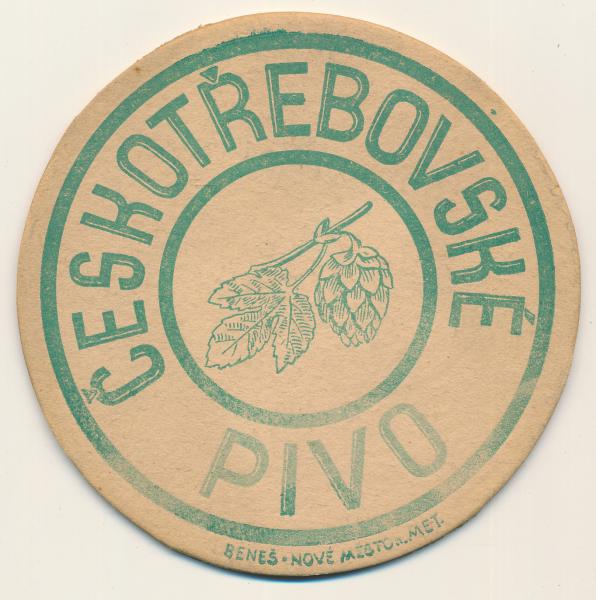 ČESKOTŘEBOVSKÉ
PIVO
BENEŠ · NOVÉ MĚSTO N. MET.